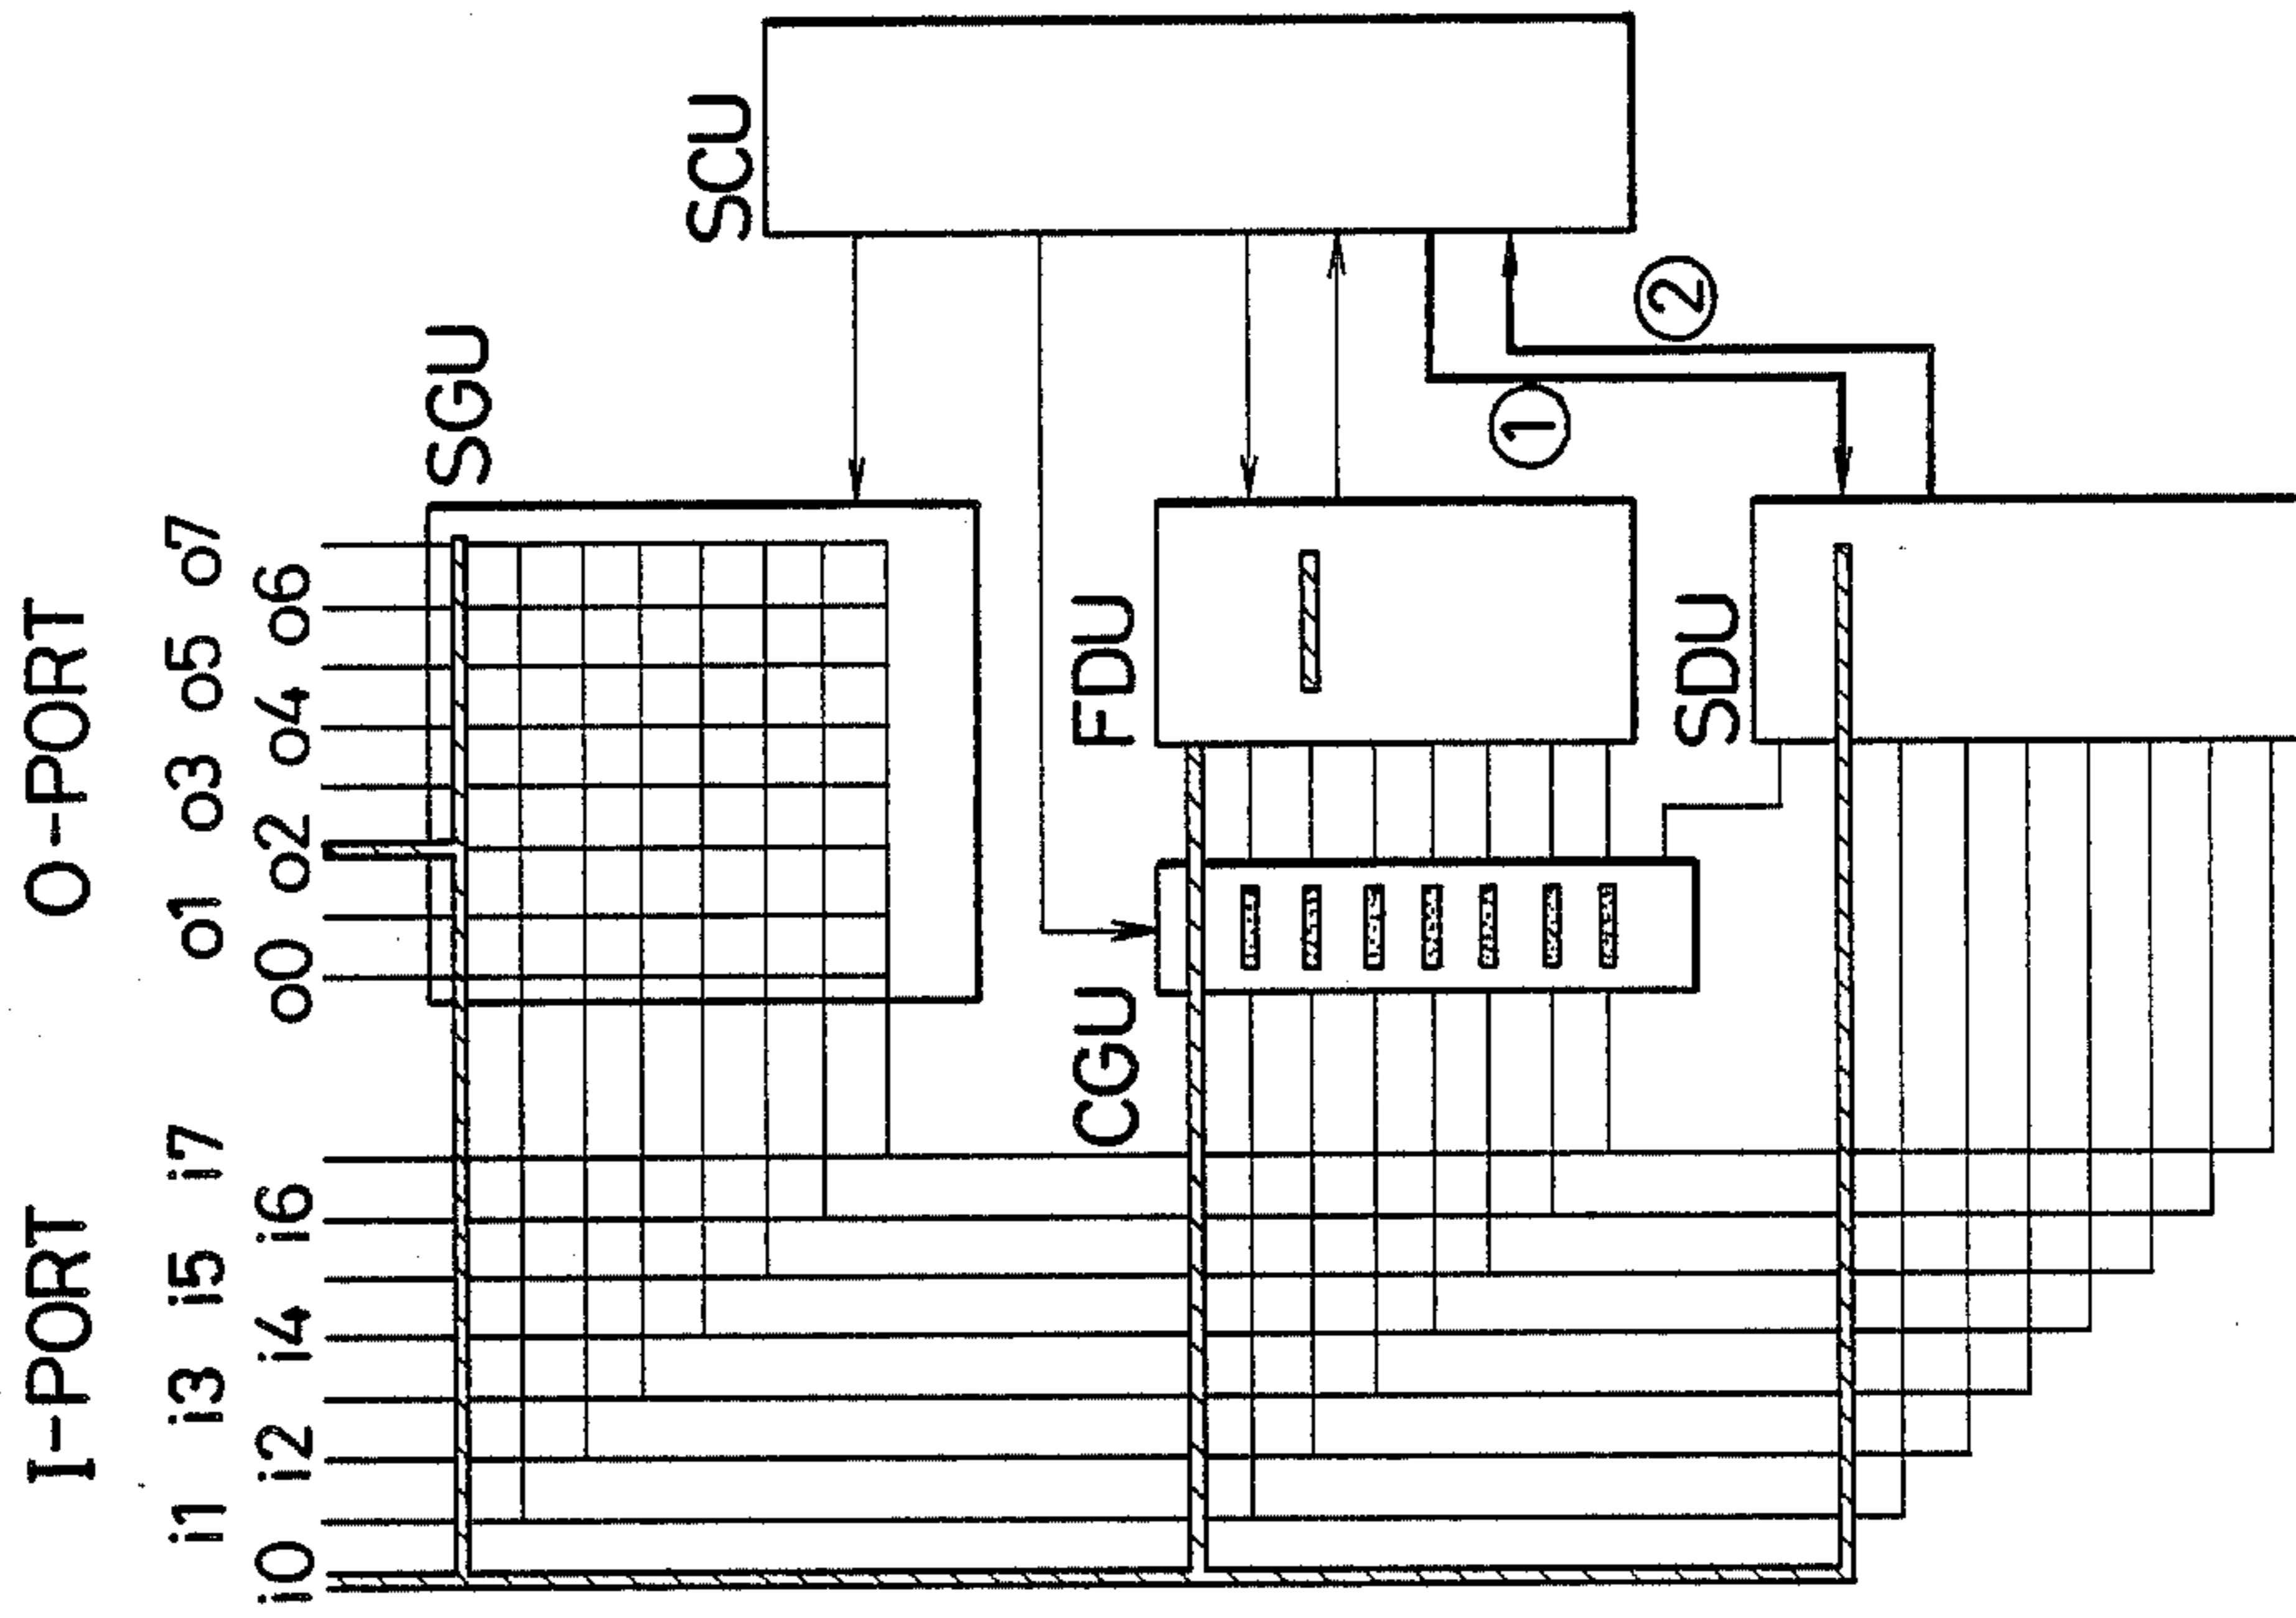 I-PORT
O-PORT
i1 i3 i5 i7
o1 o3 o5 o7
i0 i2 i4 i6
o0 o2 o4 o6
SGU
SCU
CGU
FDU
①
②
SDU